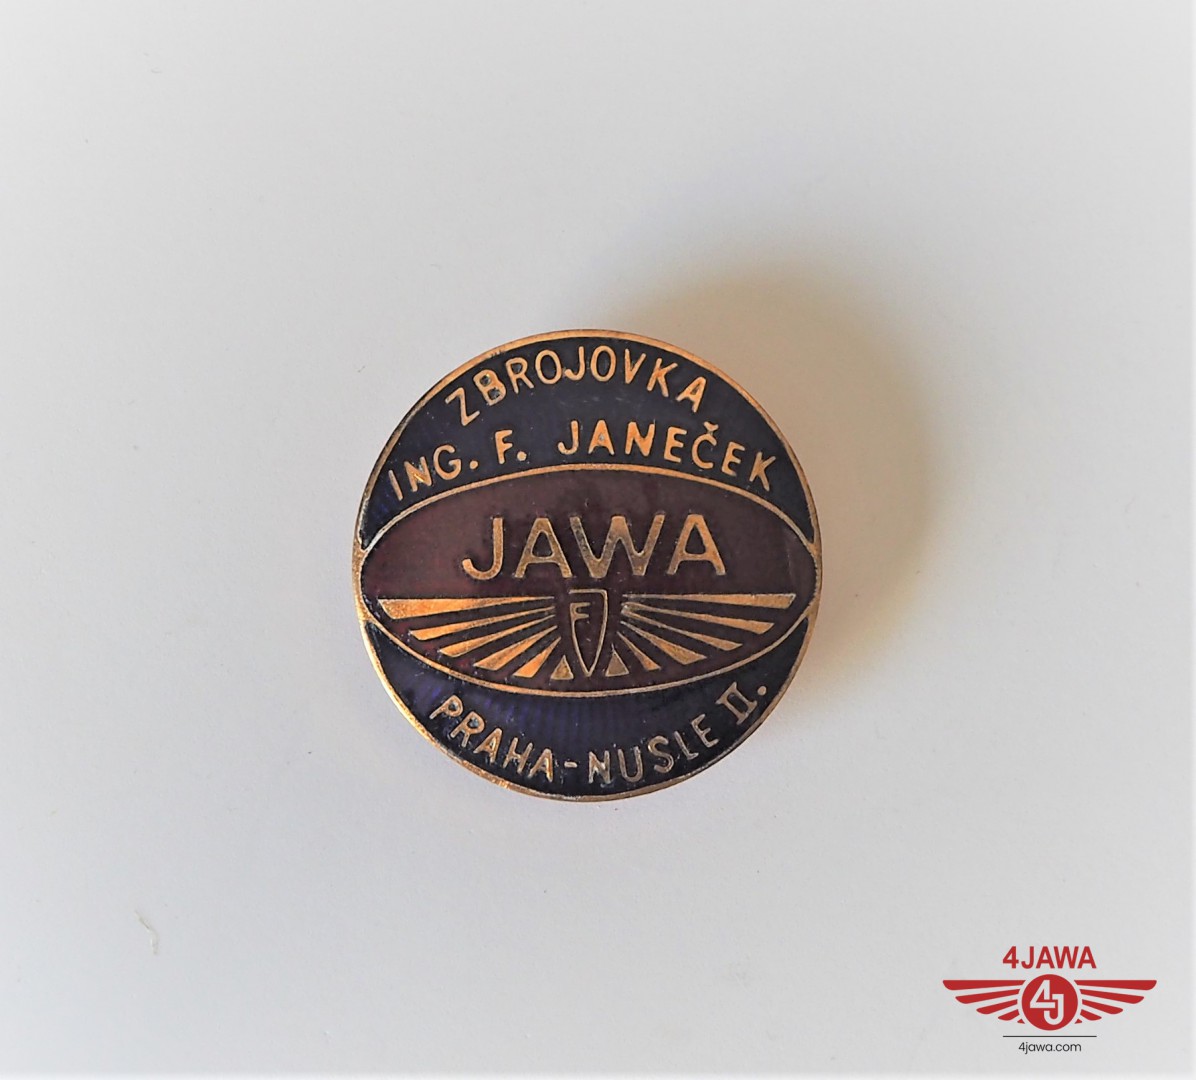 ZBROJOVKA
ING. F. JANEČEK
JAWA
F
PRAHA-NUSLE II.
4JAWA
4J
4jawa.com